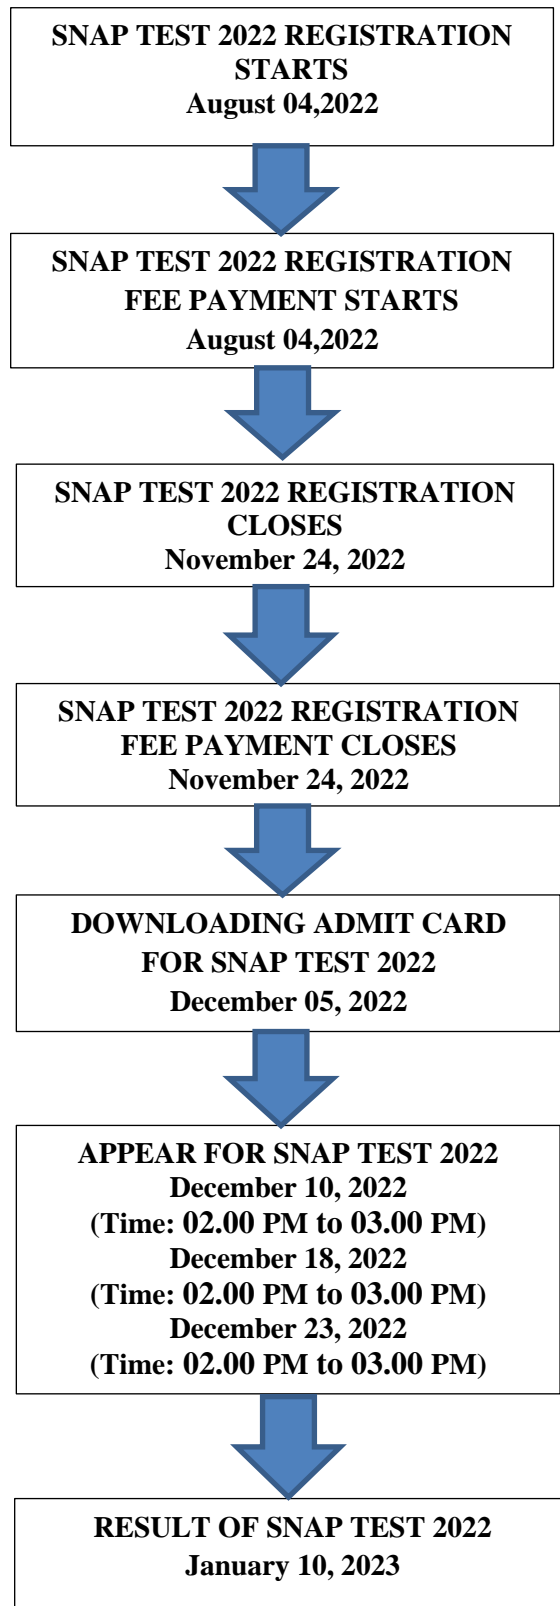 SNAP TEST 2022 REGISTRATION
STARTS
August 04,2022
SNAP TEST 2022 REGISTRATION
FEE PAYMENT STARTS
August 04,2022
SNAP TEST 2022 REGISTRATION
CLOSES
November 24, 2022
SNAP TEST 2022 REGISTRATION
FEE PAYMENT CLOSES
November 24, 2022
DOWNLOADING ADMIT CARD
FOR SNAP TEST 2022
December 05, 2022
APPEAR FOR SNAP TEST 2022
December 10, 2022
(Time: 02.00 PM to 03.00 PM)
December 18, 2022
(Time: 02.00 PM to 03.00 PM)
December 23, 2022
(Time: 02.00 PM to 03.00 PM)
RESULT OF SNAP TEST 2022
January 10, 2023